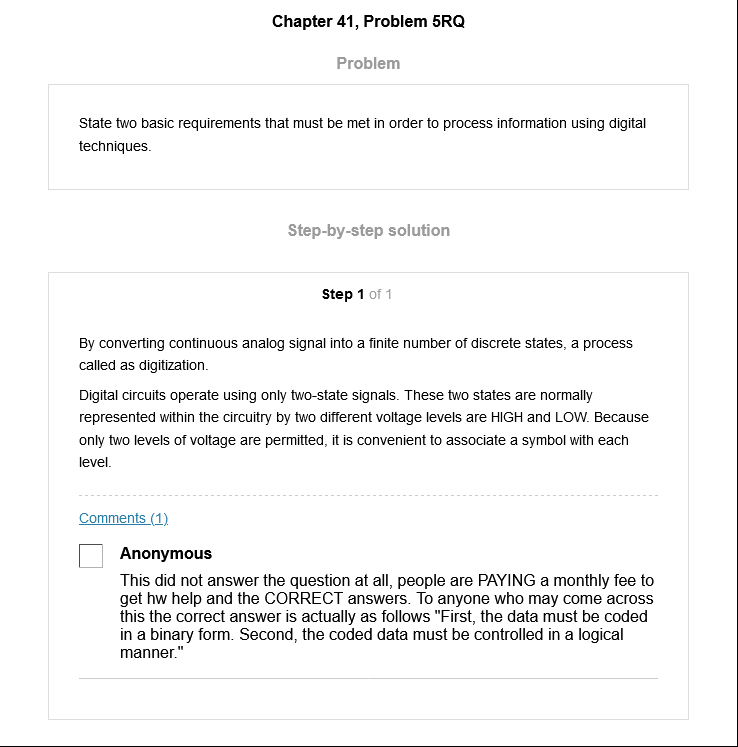 Chapter 41, Problem 5RQ
Problem
State two basic requirements that must be met in order to process information using digital
techniques.
Step-by-step solution
Step 1 of 1
By converting continuous analog signal into a finite number of discrete states, a process
called as digitization.
Digital circuits operate using only two-state signals. These two states are normally
represented within the circuitry by two different voltage levels are HIGH and LOW. Because
only two levels of voltage are permitted, it is convenient to associate a symbol with each
level.
Comments (1)
Anonymous
This did not answer the question at all, people are PAYING a monthly fee to
get hw help and the CORRECT answers. To anyone who may come across
this the correct answer is actually as follows "First, the data must be coded
in a binary form. Second, the coded data must be controlled in a logical
manner."